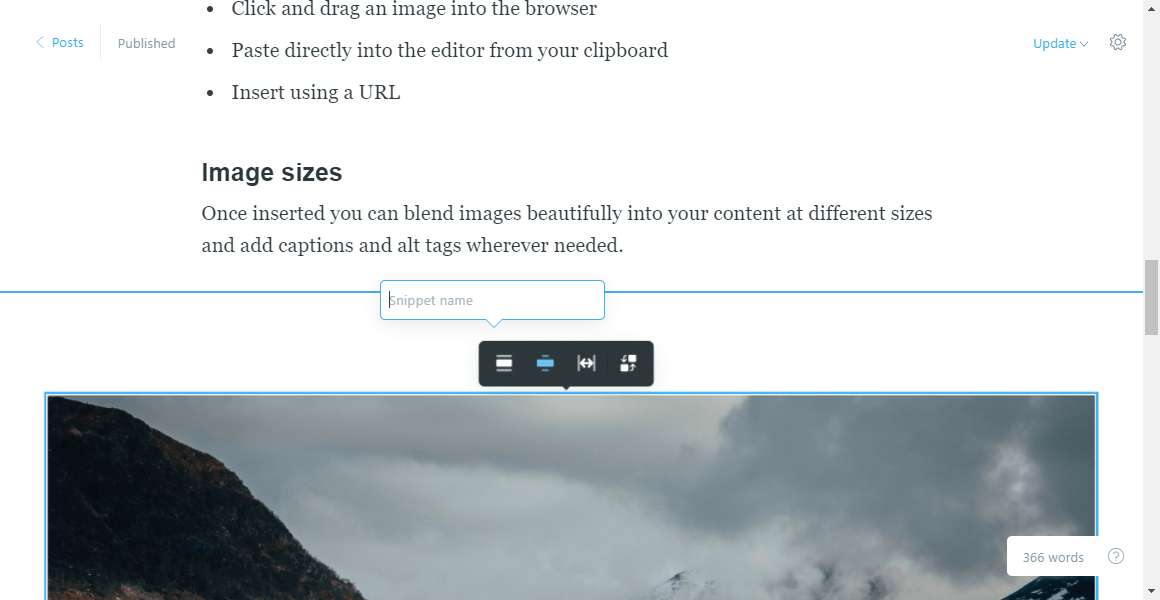 Click and drag an image into the browser
Posts
Published
Paste directly into the editor from your clipboard
Update
Insert using a URL
Image sizes
Once inserted you can blend images beautifully into your content at different sizes
and add captions and alt tags wherever needed.
Snippet name
366 words
?